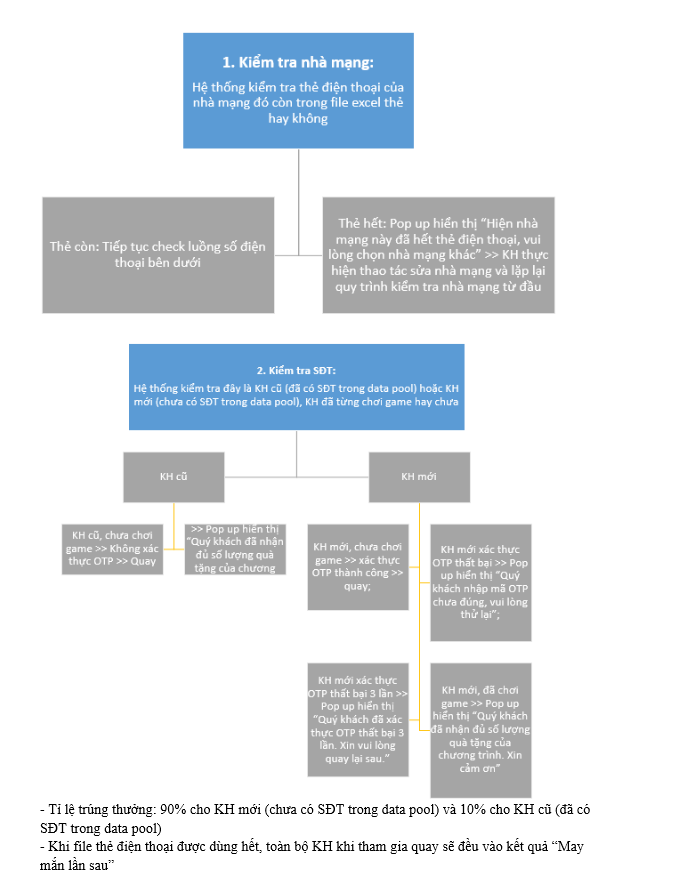 1. Kiểm tra nhà mạng:
Hệ thống kiểm tra thẻ điện thoại của
nhà mạng đó còn trong file excel thẻ
hay không
Thẻ còn: Tiếp tục check luồng số điện
thoại bên dưới
Thẻ hết: Pop up hiển thị “Hiện nhà
mạng này đã hết thẻ điện thoại, vui
lòng chọn nhà mạng khác” >> KH thực
hiện thao tác sửa nhà mạng và lặp lại
quy trình kiểm tra nhà mạng từ đầu
2. Kiểm tra SĐT:
Hệ thống kiểm tra đây là KH cũ (đã có SĐT trong data pool) hoặc KH
mới (chưa có SĐT trong data pool), KH đã từng chơi game hay chưa
KH cũ
KH mới
KH cũ, chưa chơi
game >> Không xác
thực OTP >> Quay
>> Pop up hiển thị
“Quý khách đã nhận
đủ số lượng quà
tặng của chương
KH mới, chưa chơi
game >> xác thực
OTP thành công >>
quay;
KH mới xác thực
OTP thất bại >> Pop
up hiển thị “Quý
khách nhập mã OTP
chưa đúng, vui lòng
thử lại”;
KH mới xác thực
OTP thất bại 3 lần >>
Pop up hiển thị
“Quý khách đã xác
thực OTP thất bại 3
lần. Xin vui lòng
quay lại sau.”
KH mới, đã chơi
game >> Pop up
hiển thị “Quý khách
đã nhận đủ số lượng
quà tặng của
chương trình. Xin
cảm ơn”
- Tỉ lệ trúng thưởng: 90% cho KH mới (chưa có SĐT trong data pool) và 10% cho KH cũ (đã có
SĐT trong data pool)
- Khi file thẻ điện thoại được dùng hết, toàn bộ KH khi tham gia quay sẽ đều vào kết quả “May
mắn lần sau”